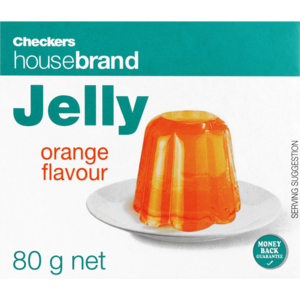 Checkers
housebrand
Jelly
orange
flavour
80 g net
SERVING SUGGESTION
MONEY
BACK
GUARANTEE